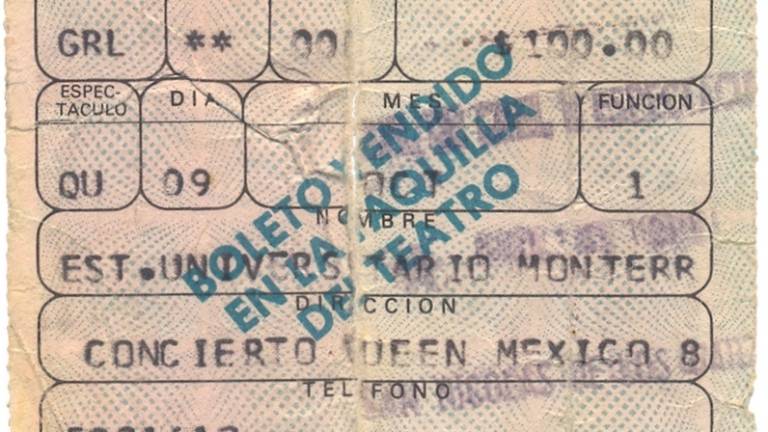 GRL ** $100.00
ESPEC-
TACULO DIA MES FUNCION
QU 09 OCT 1
NOMBRE
EST.UNIVERSITARIO MONTERR
DIRECCION
CONCIERTO QUEEN MEXICO 8
TELEFONO
BOLETO VENDIDO
EN LA TAQUILLA
DEL TEATRO